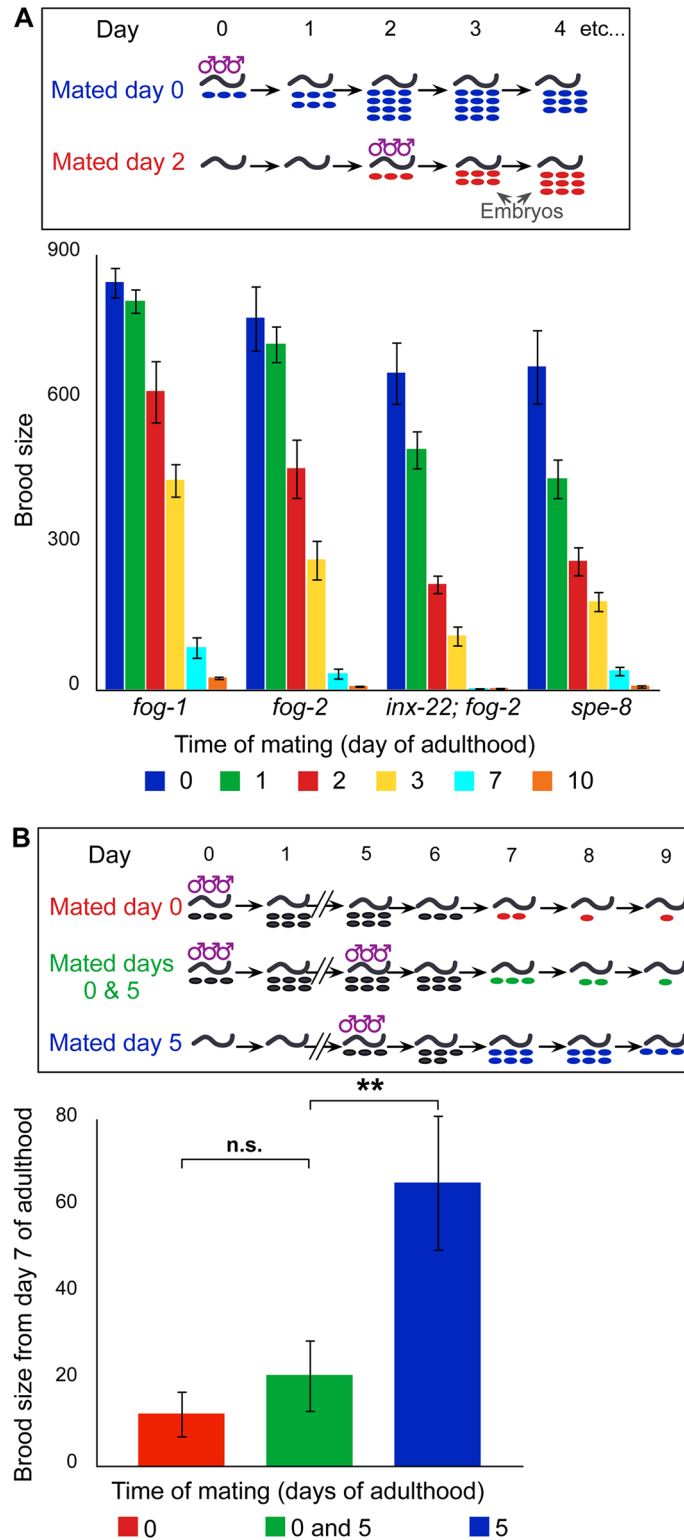 A
Day 0 1 2 3 4 etc...
♂♂♂
Mated day 0
♂♂♂
Mated day 2
Embryos
900
600
300
0
Brood size
fog-1 fog-2 inx-22; fog-2 spe-8
Time of mating (day of adulthood)
0 1 2 3 7 10
B
Day 0 1 5 6 7 8 9
♂♂♂
Mated day 0
♂♂♂ ♂♂♂
Mated days
0 & 5
♂♂♂
Mated day 5
**
n.s.
80
60
40
20
0
Brood size from day 7 of adulthood
Time of mating (days of adulthood)
0 0 and 5 5